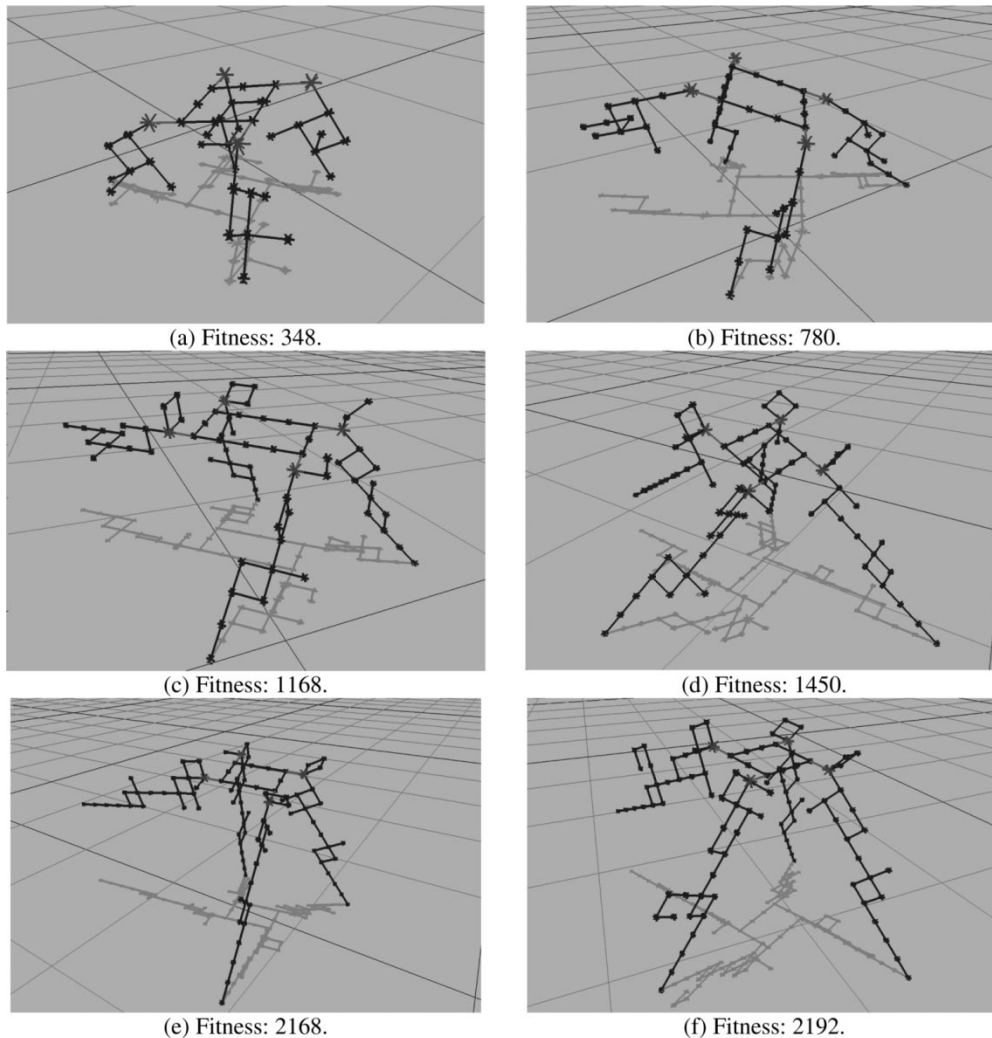 (a) Fitness: 348.
(b) Fitness: 780.
(c) Fitness: 1168.
(d) Fitness: 1450.
(e) Fitness: 2168.
(f) Fitness: 2192.